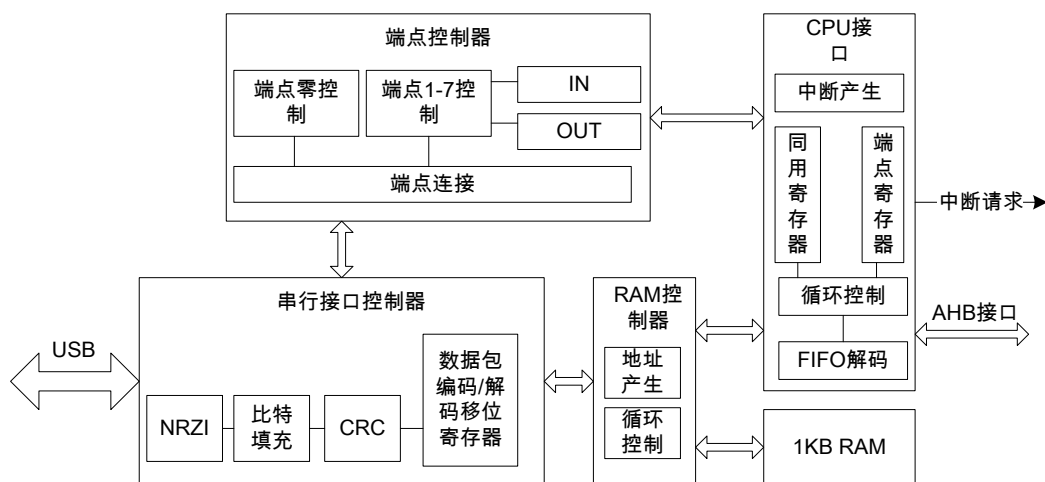 端点控制器
端点零控
制
端点1-7控
制
IN
OUT
端点连接
CPU接
口
中断产生
同
用
寄
存
器
端
点
寄
存
器
循环控制
FIFO解码
中断请求
AHB接口
串行接口控制器
USB
NRZI
比特
填充
CRC
数据包
编码/解
码移位
寄存器
RAM控
制器
地址
产生
循环
控制
1KB RAM